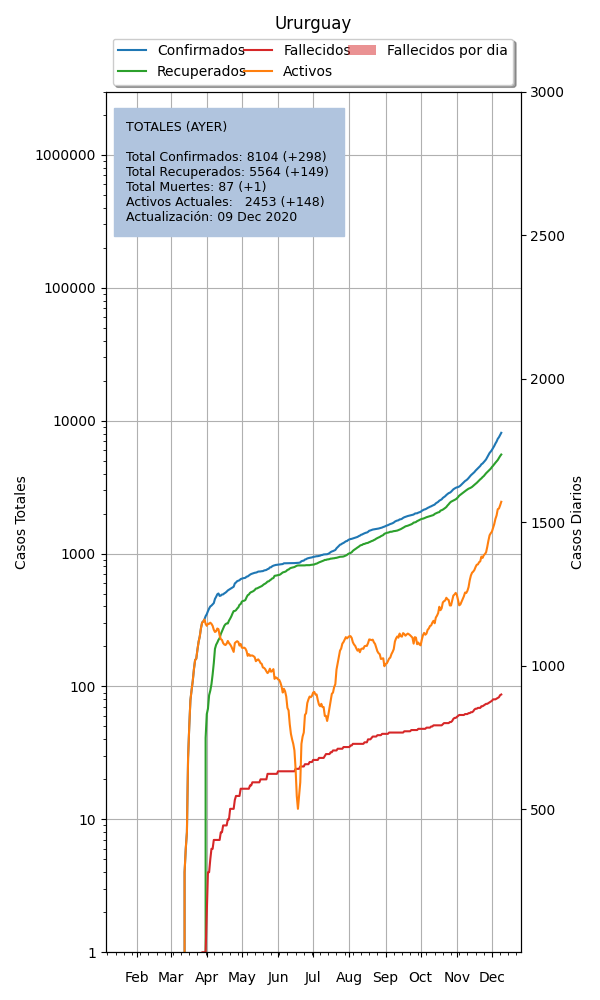 Ururguay
Confirmados
Fallecidos
Fallecidos por dia
Recuperados
Activos
TOTALES (AYER)
Total Confirmados: 8104 (+298)
Total Recuperados: 5564 (+149)
Total Muertes: 87 (+1)
Activos Actuales:   2453 (+148)
Actualización: 09 Dec 2020
Casos Totales
1000000
100000
10000
1000
100
10
1
3000
2500
2000
1500
1000
500
Casos Diarios
Feb Mar Apr May Jun Jul Aug Sep Oct Nov Dec